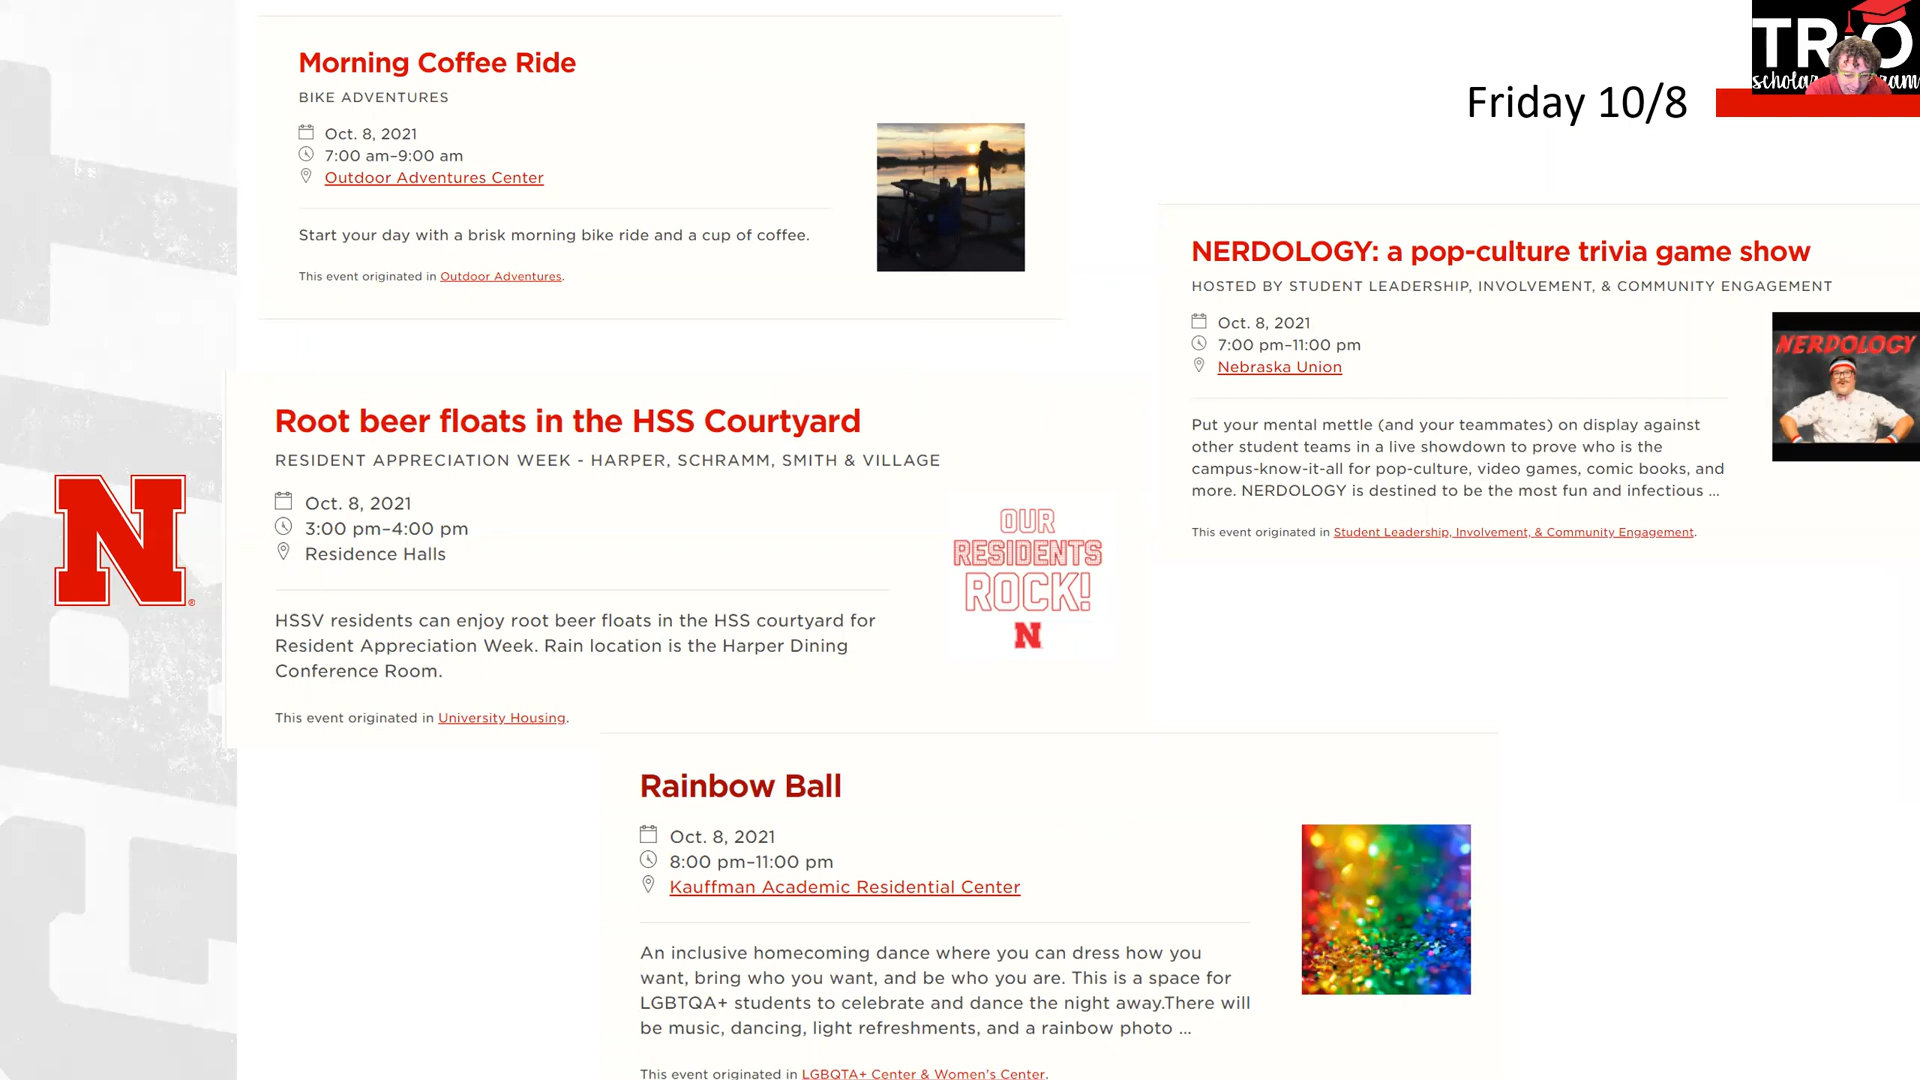 Morning Coffee Ride
BIKE ADVENTURES
Oct. 8, 2021
7:00 am–9:00 am
Outdoor Adventures Center
Start your day with a brisk morning bike ride and a cup of coffee.
This event originated in Outdoor Adventures.
TRiO
Friday 10/8
NERDOLOGY: a pop-culture trivia game show
HOSTED BY STUDENT LEADERSHIP, INVOLVEMENT, & COMMUNITY ENGAGEMENT
Oct. 8, 2021
7:00 pm–11:00 pm
Nebraska Union
NERDOLOGY
Put your mental mettle (and your teammates) on display against
other student teams in a live showdown to prove who is the
campus-know-it-all for pop-culture, video games, comic books, and
more. NERDOLOGY is destined to be the most fun and infectious ...
This event originated in Student Leadership, Involvement, & Community Engagement.
Root beer floats in the HSS Courtyard
RESIDENT APPRECIATION WEEK - HARPER, SCHRAMM, SMITH & VILLAGE
Oct. 8, 2021
3:00 pm–4:00 pm
Residence Halls
OUR
RESIDENTS
ROCK!
N
HSSV residents can enjoy root beer floats in the HSS courtyard for
Resident Appreciation Week. Rain location is the Harper Dining
Conference Room.
This event originated in University Housing.
N
®
Rainbow Ball
Oct. 8, 2021
8:00 pm–11:00 pm
Kauffman Academic Residential Center
An inclusive homecoming dance where you can dress how you
want, bring who you want, and be who you are. This is a space for
LGBTQA+ students to celebrate and dance the night away.There will
be music, dancing, light refreshments, and a rainbow photo ...
This event originated in LGBQTA+ Center & Women's Center.